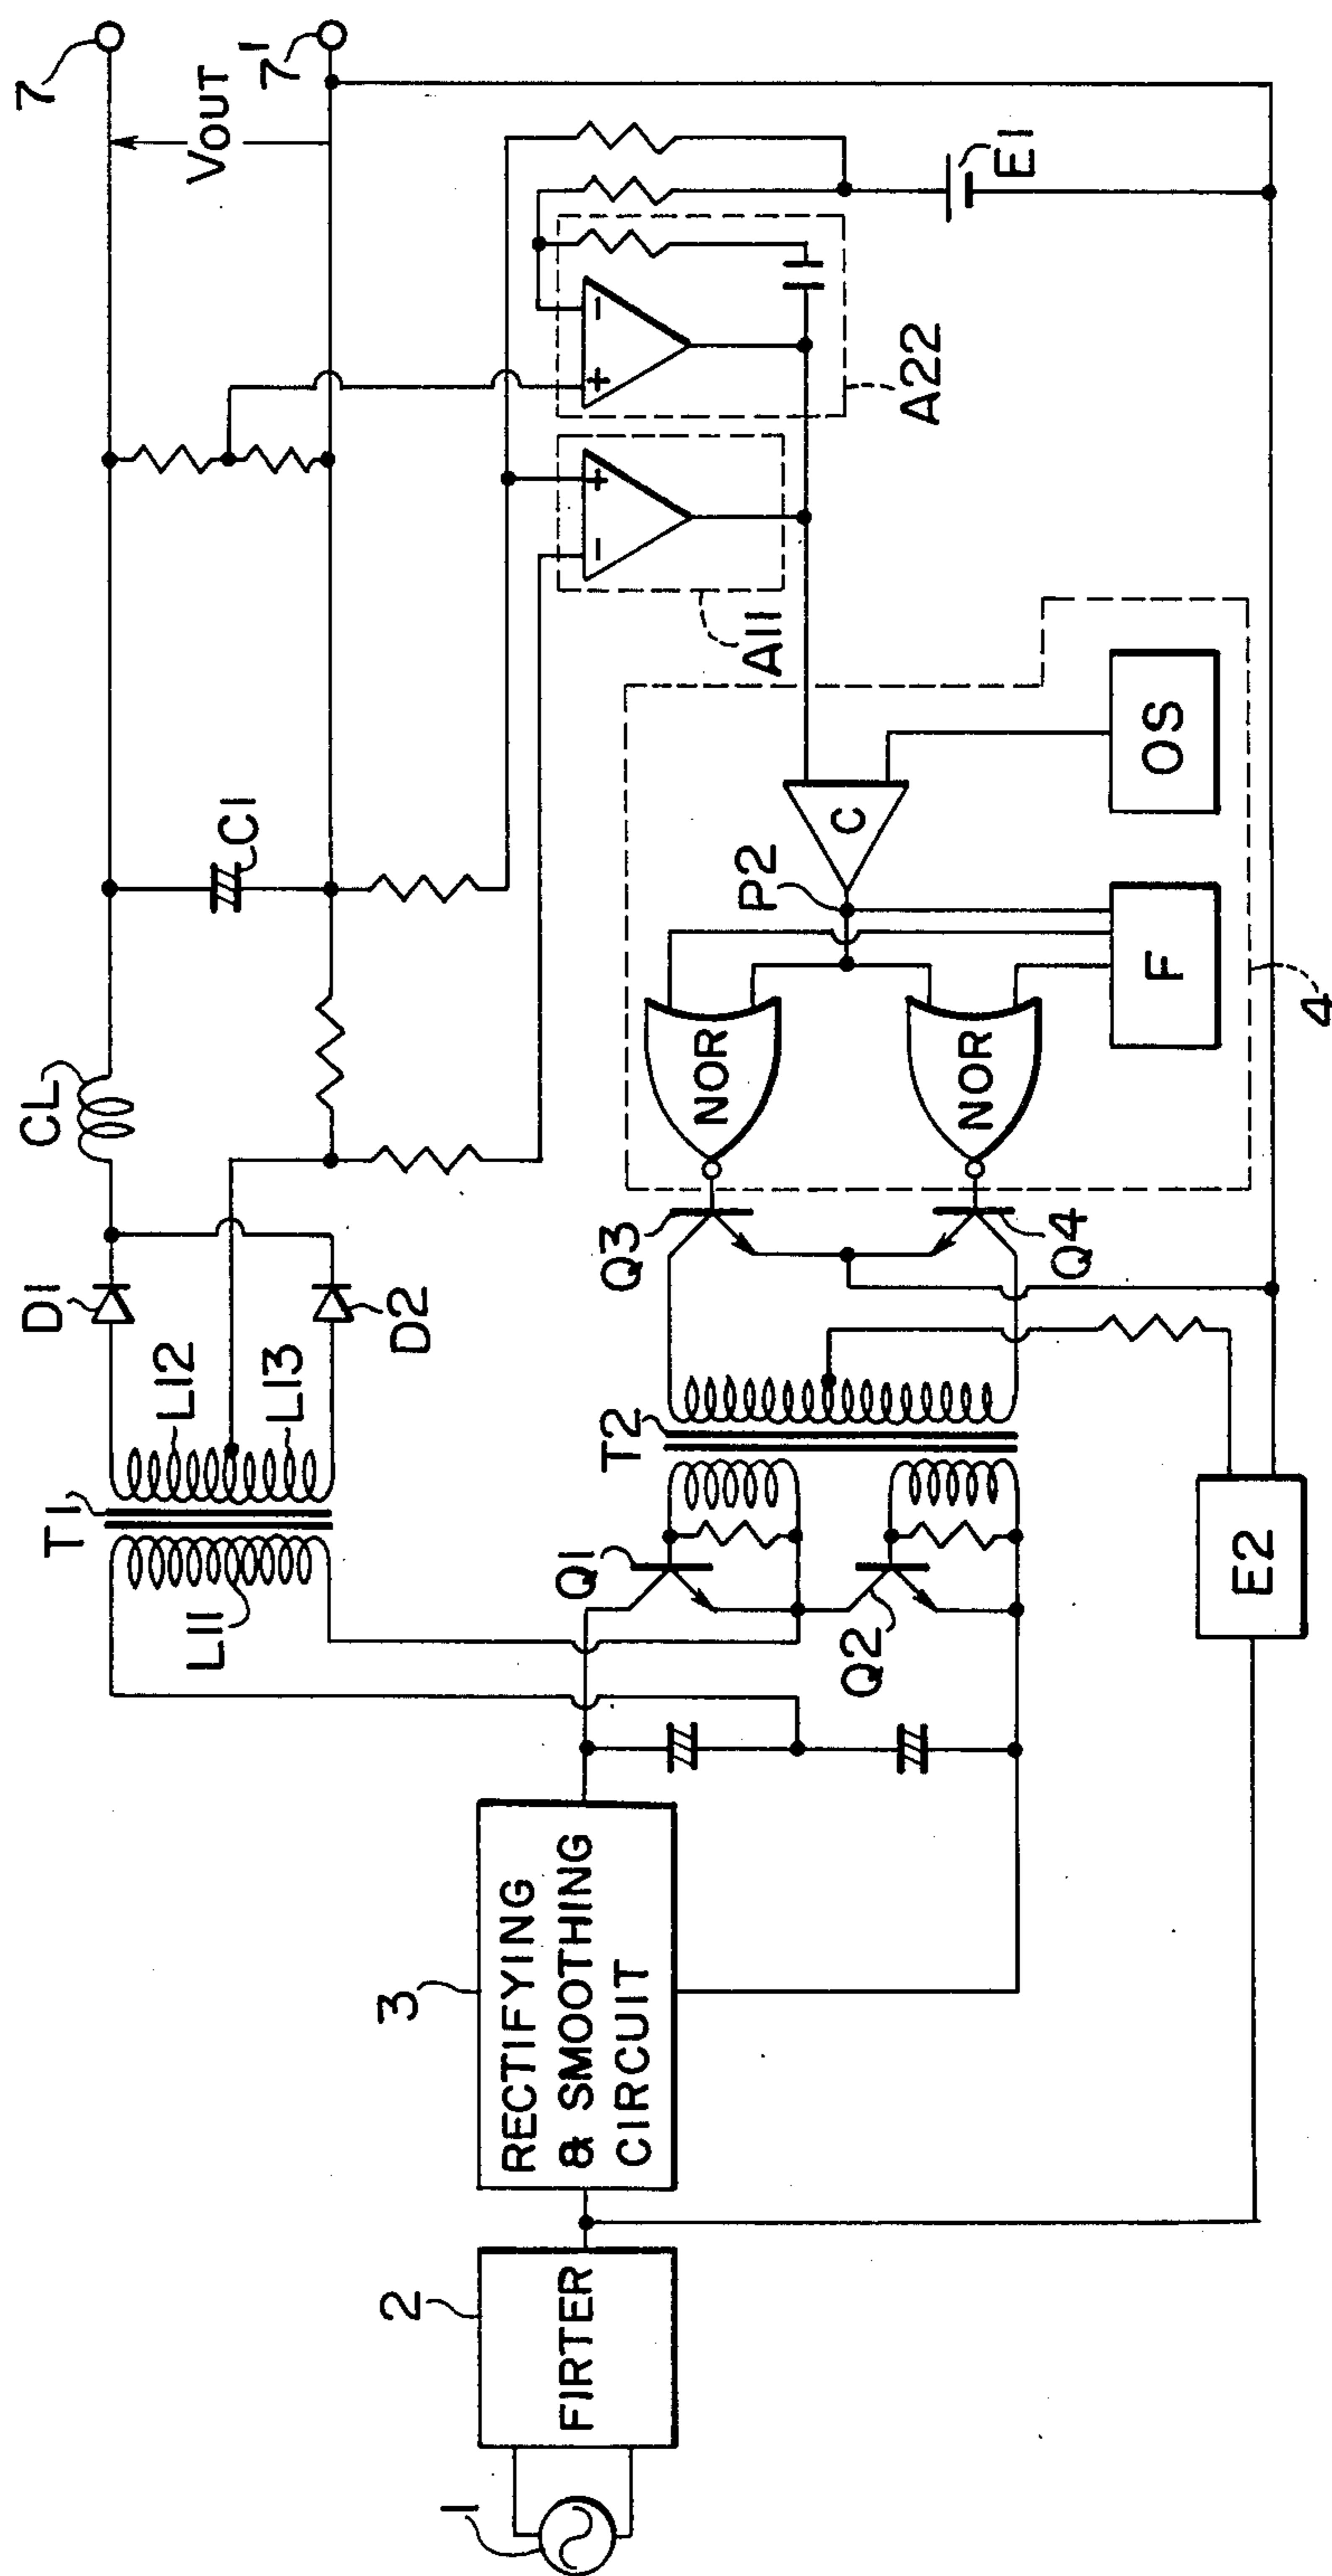 1
2
FIRTER
3
RECTIFYING
& SMOOTHING
CIRCUIT
T1
L11
L12
L13
D1
D2
CL
C1
7
VOUT
7'
Q1
Q2
T2
Q3
Q4
NOR
NOR
P2
C
F
OS
4
A11
A22
-
+
+
-
E1
E2